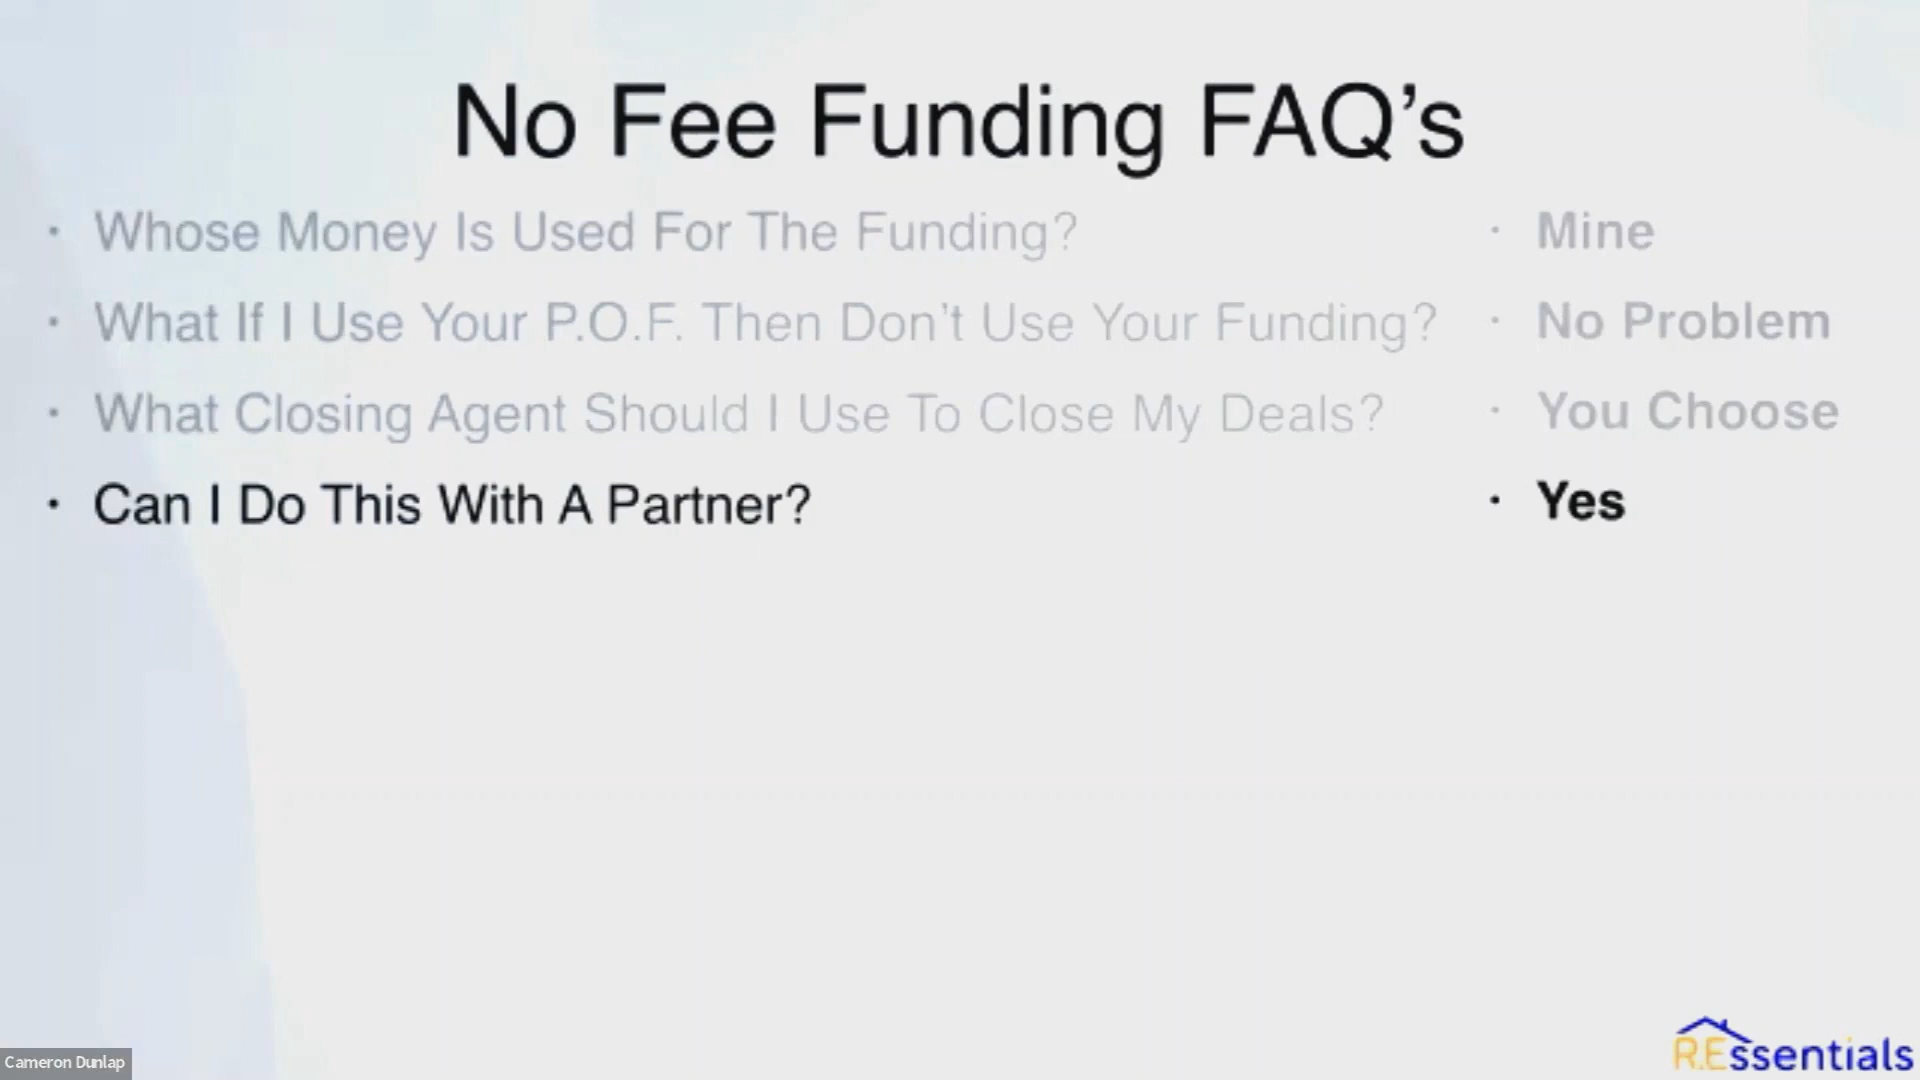 No Fee Funding FAQ's
• Whose Money Is Used For The Funding? • Mine
• What If I Use Your P.O.F. Then Don't Use Your Funding? • No Problem
• What Closing Agent Should I Use To Close My Deals? • You Choose
• Can I Do This With A Partner? • Yes
Cameron Dunlap
R.Essentials